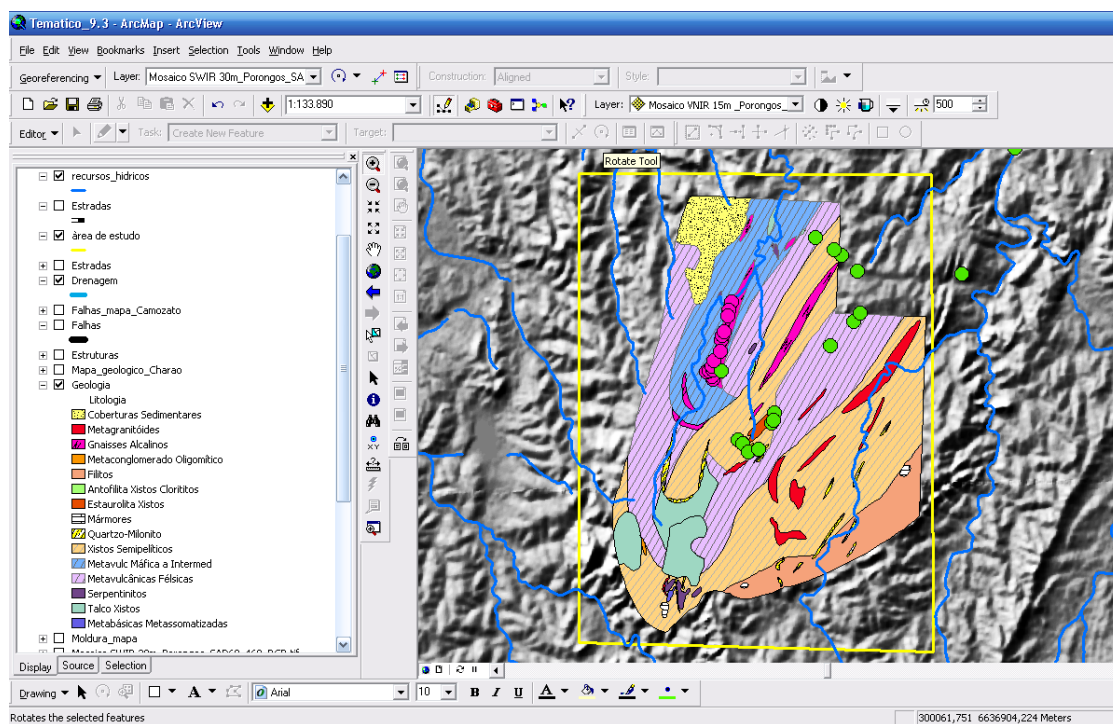 Tematico_9.3 - ArcMap - ArcView
File Edit View Bookmarks Insert Selection Tools Window Help
Georeferencing Layer: Mosaico SWIR 30m_Porongos_SA Construction: Aligned Style:
1:133.890 Layer: Mosaico VNIR 15m _Porongos_ 500
Editor Task: Create New Feature Target:
Rotate Tool
recursos_hidricos
Estradas
àrea de estudo
Estradas
Drenagem
Falhas_mapa_Camozato
Falhas
Estruturas
Mapa_geologico_Charao
Geologia
Litologia
Coberturas Sedimentares
Metagranitóides
Gnaisses Alcalinos
Metaconglomerado Oligomítico
Filitos
Antofilita Xistos Clorititos
Estaurolita Xistos
Mármores
Quartzo-Milonito
Xistos Semipelíticos
Metavulc Máfica a Intermed
Metavulcânicas Félsicas
Serpentinitos
Talco Xistos
Metabásicas Metassomatizadas
Moldura_mapa
Display Source Selection
Drawing A Arial 10 B I U A
Rotates the selected features
300061,751 6636904,224 Meters